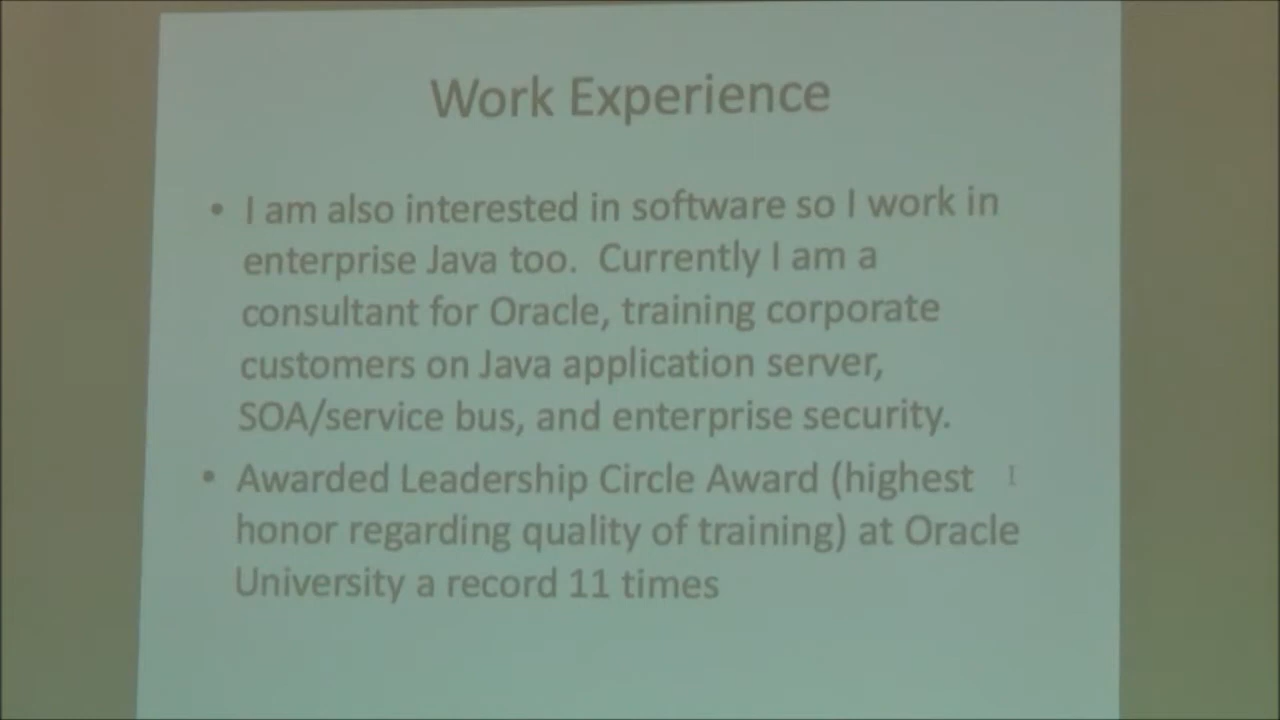 Work Experience
• I am also interested in software so I work in
enterprise Java too.  Currently I am a
consultant for Oracle, training corporate
customers on Java application server,
SOA/service bus, and enterprise security.
• Awarded Leadership Circle Award (highest
honor regarding quality of training) at Oracle
University a record 11 times